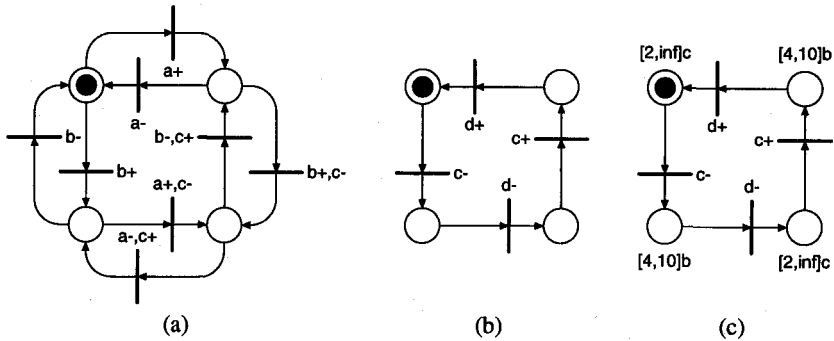 a+
a-
b-
b-,c+
b+
b+,c-
a+,c-
a-,c+
(a)
d+
c+
c-
d-
(b)
[2,inf]c
[4,10]b
d+
c+
c-
d-
[4,10]b
[2,inf]c
(c)